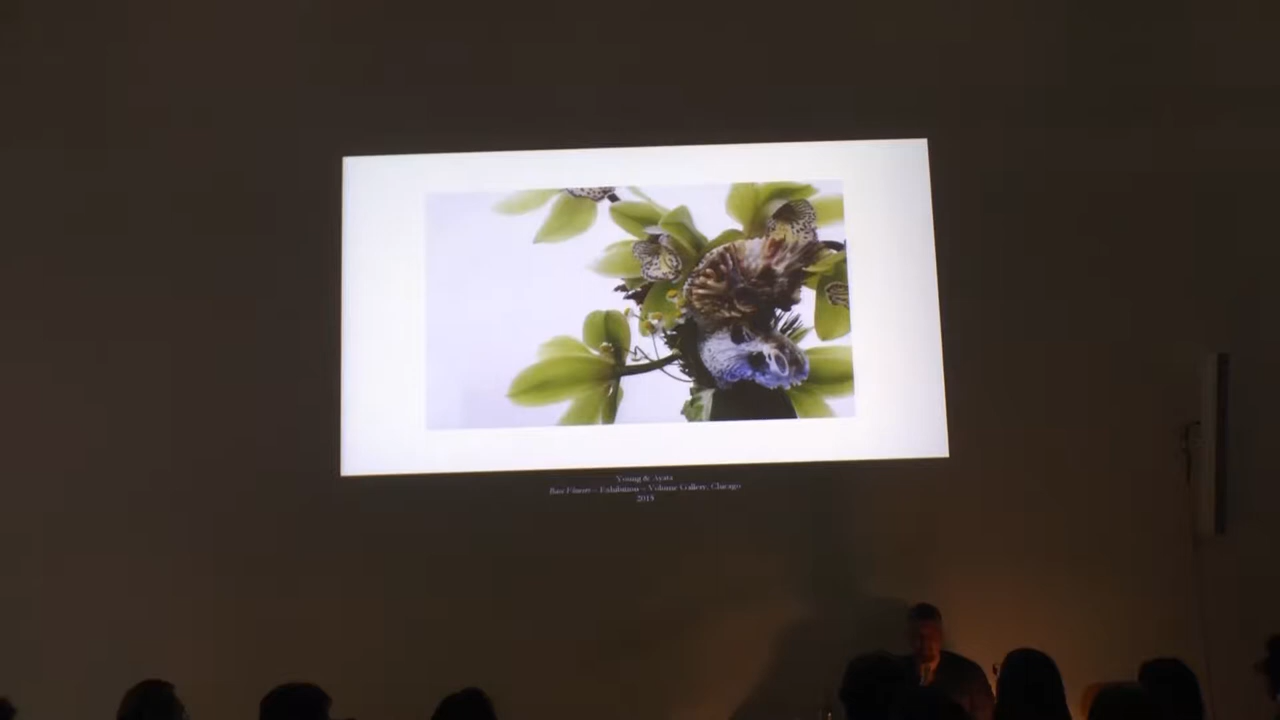 Young & Ayata
Base Flowers – Exhibition – Volume Gallery, Chicago
2015